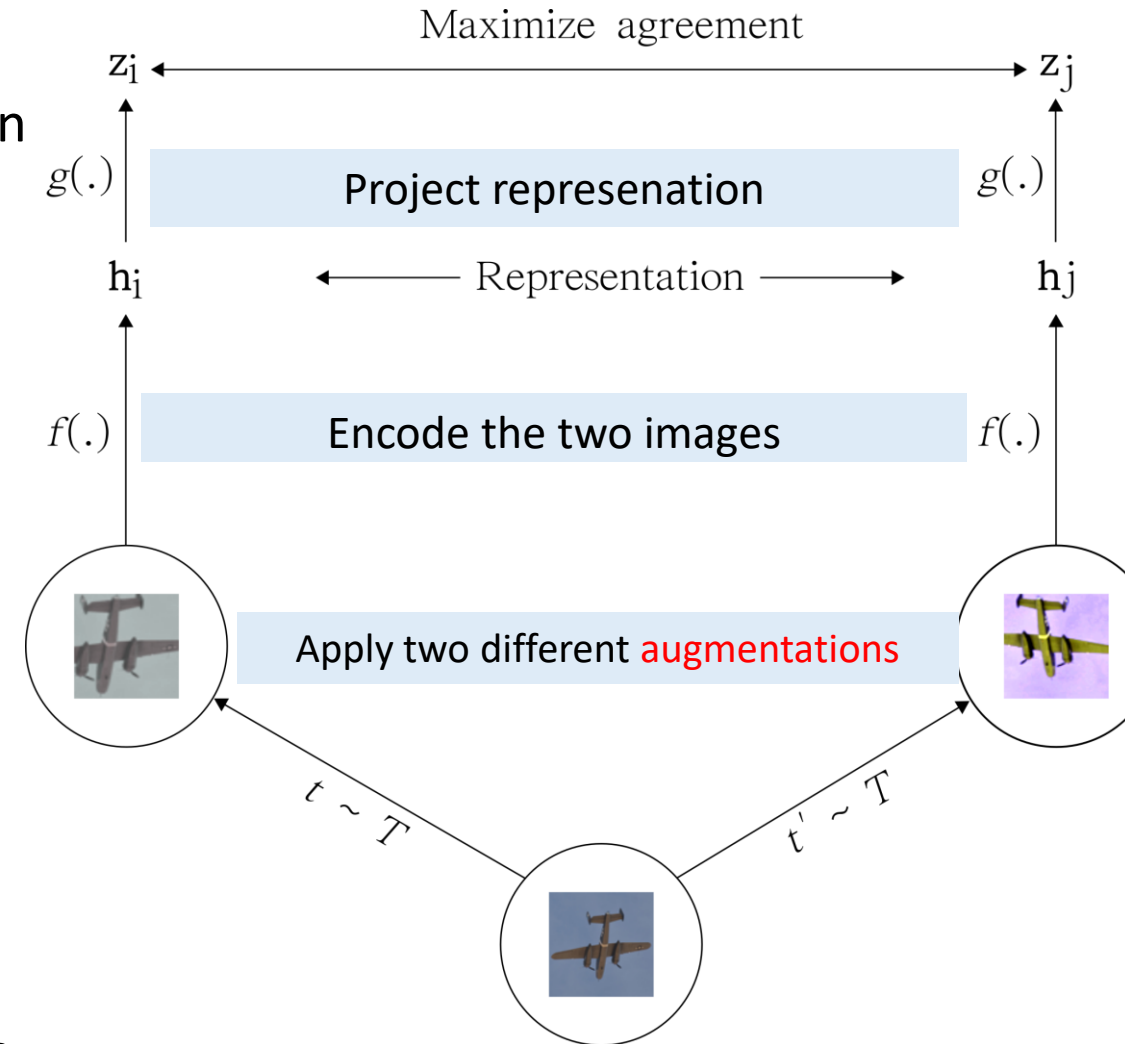 Maximize agreement
zi zj
n
g(.) Project represenation g(.)
hi Representation hj
f(.) Encode the two images f(.)
Apply two different augmentations
t ~ T t' ~ T